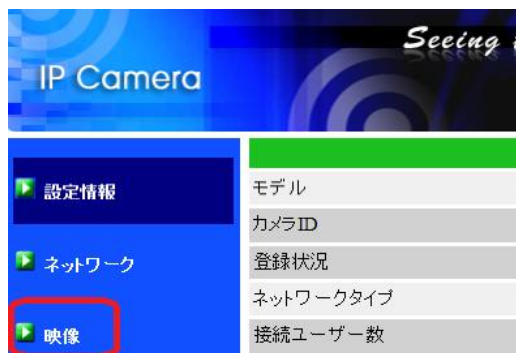 Seeing
IP Camera
設定情報
ネットワーク
映像
モデル
カメラID
登録状況
ネットワークタイプ
接続ユーザー数